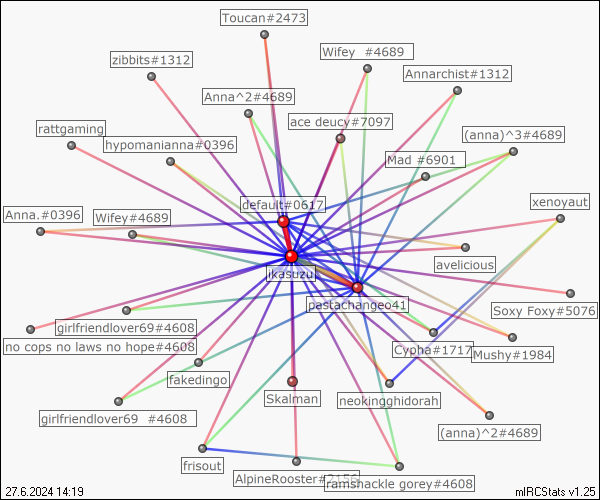 Toucan#2473
Wifey  #4689
zibbits#1312
Annarchist#1312
Anna^2#4689
ace deucy#7097
rattgaming
hypomanianna#0396
(anna)^3#4689
Mad #6901
default#0617
xenoyaut
Anna.#0396
Wifey#4689
avelicious
ikasuzu
pastachangeo41
Soxy Foxy#5076
girlfriendlover69#4608
no cops no laws no hope#4608
Cypha#1717
Mushy#1984
fakedingo
Skalman
neokingghidorah
girlfriendlover69  #4608
(anna)^2#4689
frisout
ramshackle gorey#4608
27.6.2024 14:19
mIRCStats v1.25